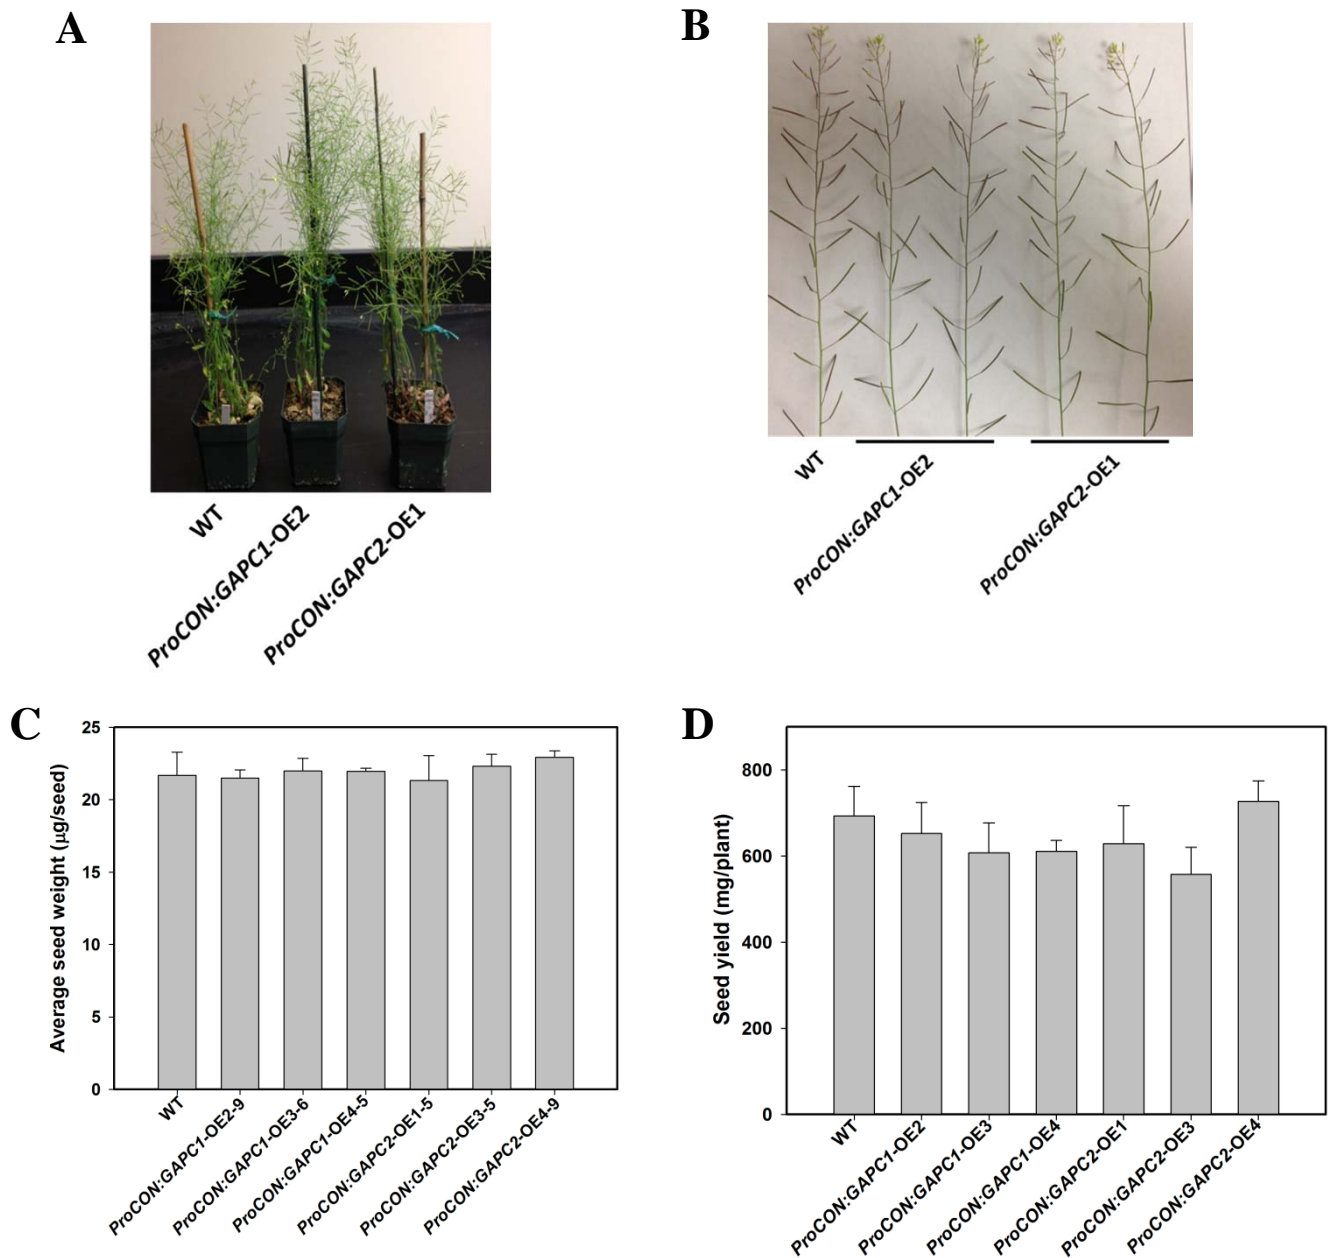 A
B
WT
ProCON:GAPC1-OE2
ProCON:GAPC2-OE1
WT
ProCON:GAPC1-OE2
ProCON:GAPC2-OE1
C
Average seed weight (μg/seed)
25
20
15
10
5
0
WT
ProCON:GAPC1-OE2-9
ProCON:GAPC1-OE3-6
ProCON:GAPC1-OE4-5
ProCON:GAPC2-OE1-5
ProCON:GAPC2-OE3-5
ProCON:GAPC2-OE4-9
D
Seed yield (mg/plant)
800
600
400
200
0
WT
ProCON:GAPC1-OE2
ProCON:GAPC1-OE3
ProCON:GAPC1-OE4
ProCON:GAPC2-OE1
ProCON:GAPC2-OE3
ProCON:GAPC2-OE4